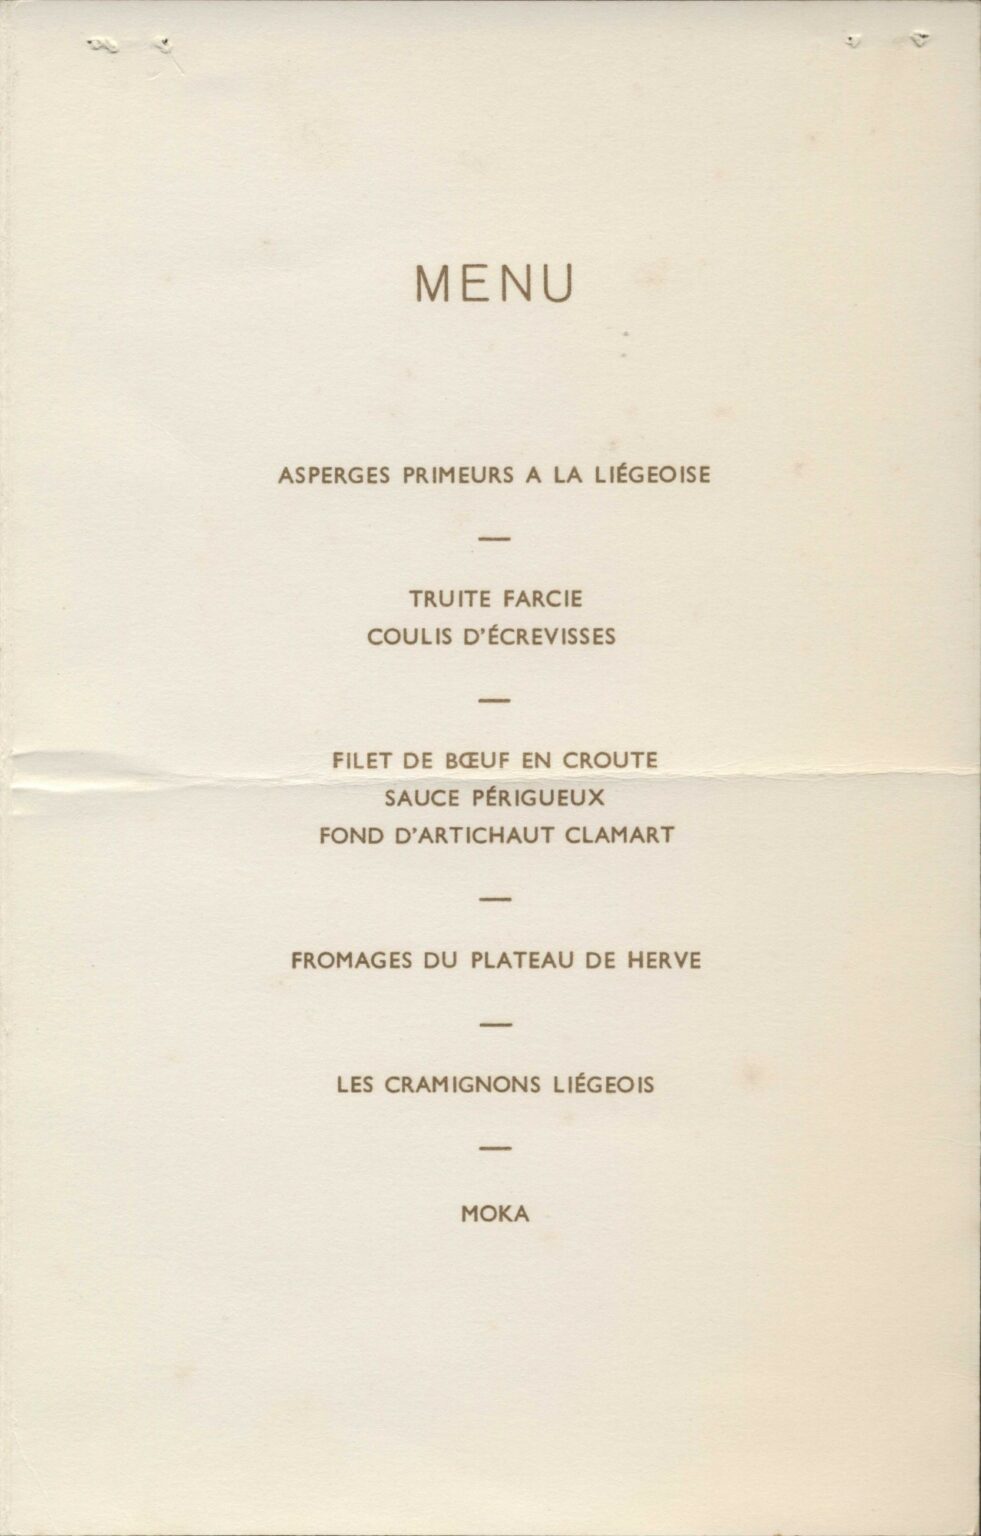 MENU
ASPERGES PRIMEURS A LA LIÉGEOISE
TRUITE FARCIE
COULIS D'ÉCREVISSES
FILET DE BŒUF EN CROUTE
SAUCE PÉRIGUEUX
FOND D'ARTICHAUT CLAMART
FROMAGES DU PLATEAU DE HERVE
LES CRAMIGNONS LIÉGEOIS
MOKA